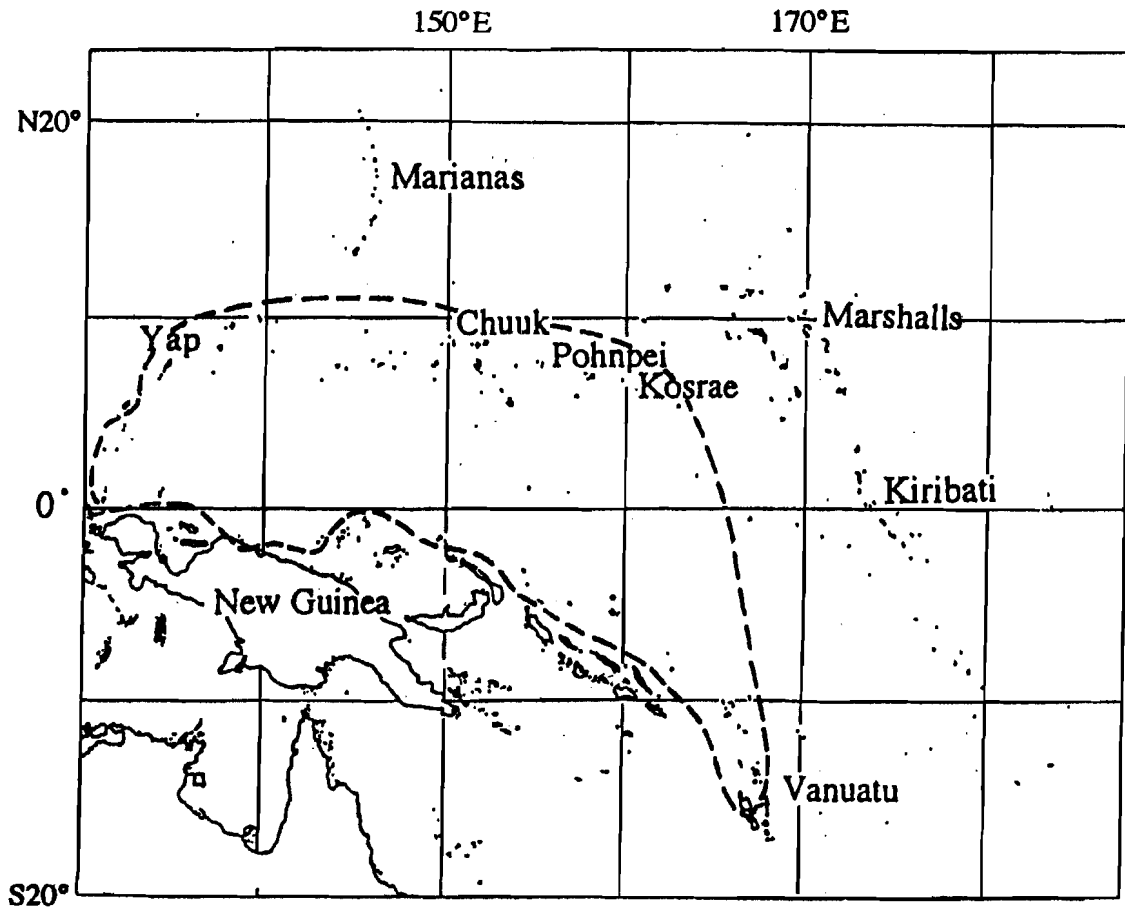 150°E
170°E
N20°
Marianas
Yap
Chuuk
Marshalls
Pohnpei
Kosrae
0°
Kiribati
New Guinea
Vanuatu
S20°